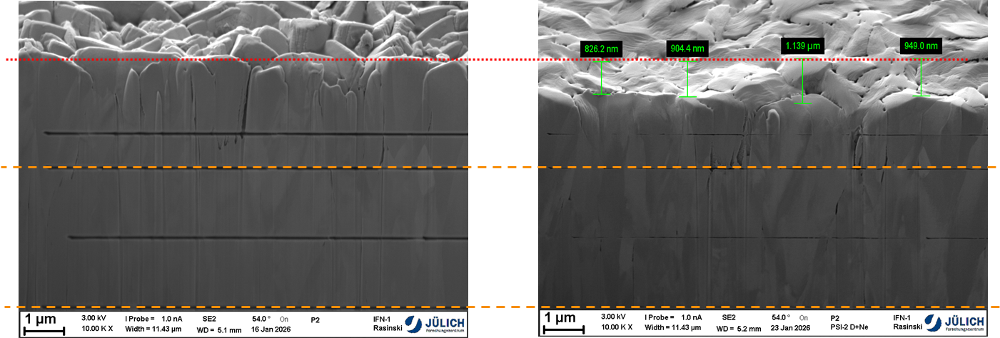 826.2 nm
904.4 nm
1.139 µm
949.0 nm
1 µm
3.00 kV
10.00 K X
I Probe = 1.0 nA
Width = 11.43 µm
SE2
WD = 5.1 mm
54.0 ° On
16 Jan 2026
P2
IFN-1
Rasinski
JÜLICH
Forschungszentrum
1 µm
3.00 kV
10.00 K X
I Probe = 1.0 nA
Width = 11.43 µm
SE2
WD = 5.2 mm
54.0 ° On
23 Jan 2026
P2
PSI-2 D+Ne
IFN-1
Rasinski
JÜLICH
Forschungszentrum